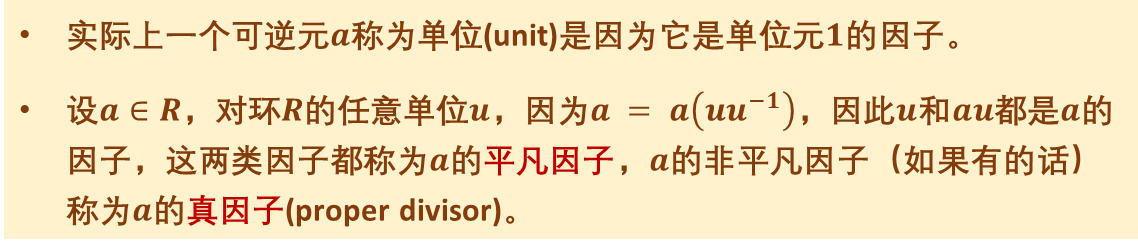 • 实际上一个可逆元a称为单位(unit)是因为它是单位元1的因子。
• 设a ∈ R，对环R的任意单位u，因为a = a(uu⁻¹)，因此u和au都是a的
因子，这两类因子都称为a的平凡因子，a的非平凡因子（如果有的话）
称为a的真因子(proper divisor)。